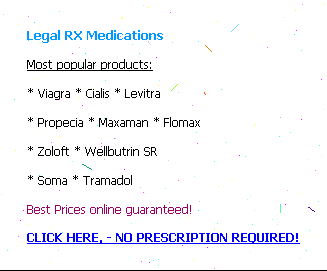 Legal RX Medications
Most popular products:
* Viagra * Cialis * Levitra
* Propecia * Maxaman * Flomax
* Zoloft * Wellbutrin SR
* Soma * Tramadol
Best Prices online guaranteed!
CLICK HERE, - NO PRESCRIPTION REQUIRED!